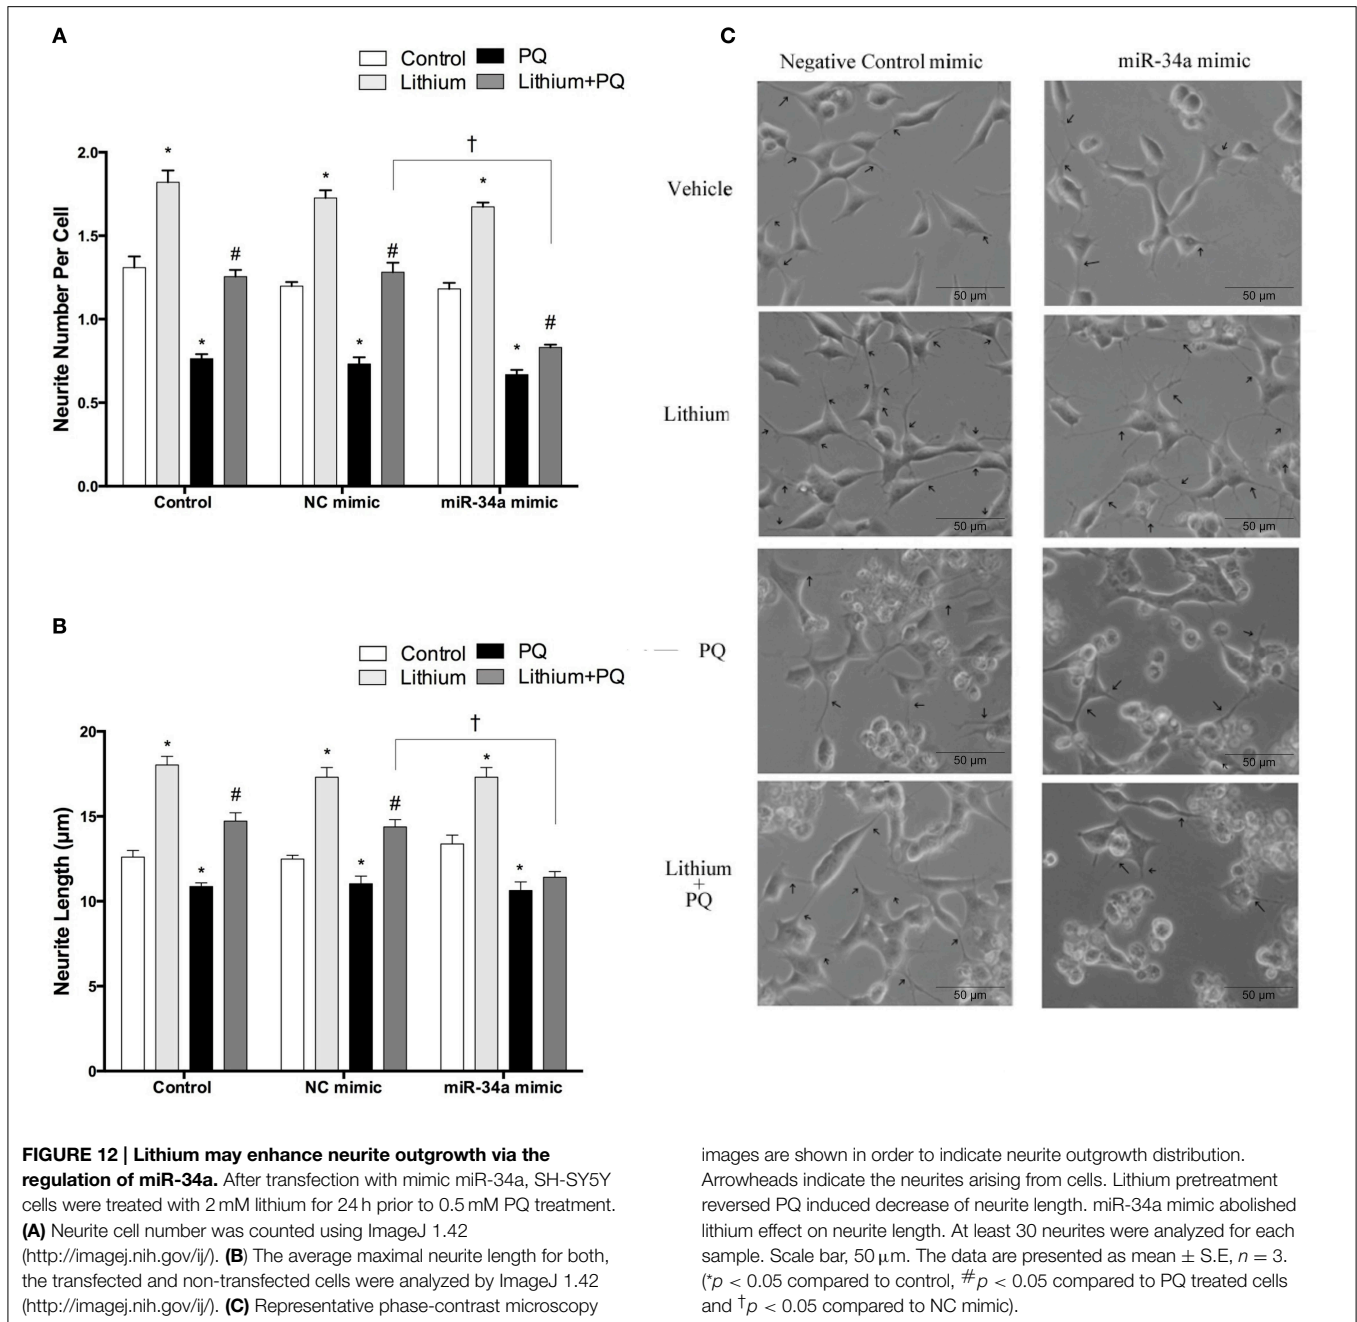 A
Control PQ
Lithium Lithium+PQ
†
2.0
1.5
1.0
0.5
0.0
Neurite Number Per Cell
* * # * * # * * #
Control NC mimic miR-34a mimic
B
Control PQ
Lithium Lithium+PQ
†
20
15
10
5
0
Neurite Length (µm)
* * # * * # * *
Control NC mimic miR-34a mimic
C
Negative Control mimic miR-34a mimic
Vehicle
50 µm 50 µm
Lithium
50 µm 50 µm
PQ
50 µm 50 µm
Lithium
+
PQ
50 µm 50 µm
FIGURE 12 | Lithium may enhance neurite outgrowth via the
regulation of miR-34a. After transfection with mimic miR-34a, SH-SY5Y
cells were treated with 2 mM lithium for 24 h prior to 0.5 mM PQ treatment.
(A) Neurite cell number was counted using ImageJ 1.42
(http://imagej.nih.gov/ij/). (B) The average maximal neurite length for both,
the transfected and non-transfected cells were analyzed by ImageJ 1.42
(http://imagej.nih.gov/ij/). (C) Representative phase-contrast microscopy
images are shown in order to indicate neurite outgrowth distribution.
Arrowheads indicate the neurites arising from cells. Lithium pretreatment
reversed PQ induced decrease of neurite length. miR-34a mimic abolished
lithium effect on neurite length. At least 30 neurites were analyzed for each
sample. Scale bar, 50 µm. The data are presented as mean ± S.E, n = 3.
(*p < 0.05 compared to control, #p < 0.05 compared to PQ treated cells
and †p < 0.05 compared to NC mimic).